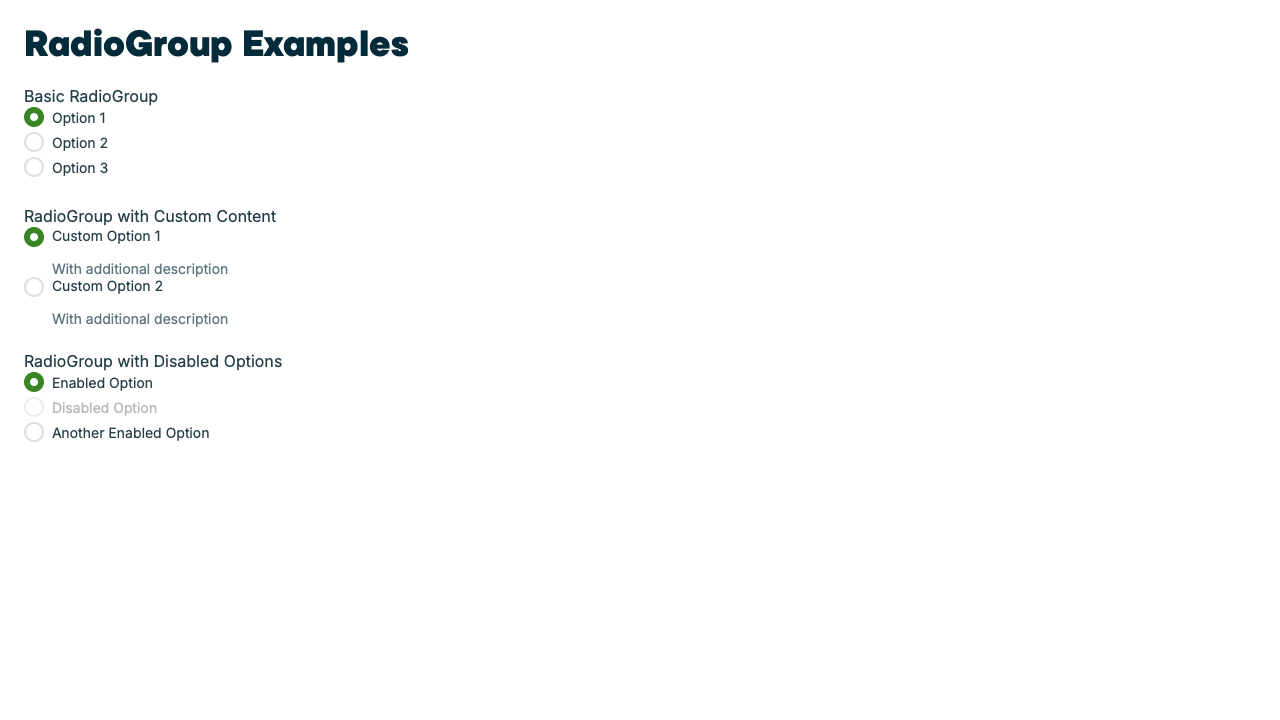 RadioGroup Examples
Basic RadioGroup
Option 1
Option 2
Option 3
RadioGroup with Custom Content
Custom Option 1
With additional description
Custom Option 2
With additional description
RadioGroup with Disabled Options
Enabled Option
Disabled Option
Another Enabled Option